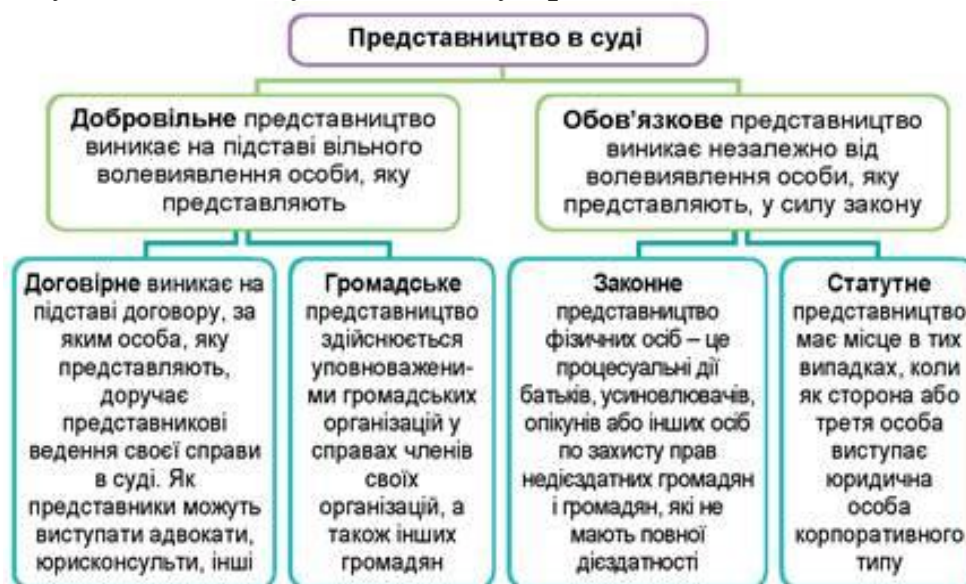 Представництво в суді
Добровільне представництво
виникає на підставі вільного
волевиявлення особи, яку
представляють
Обов'язкове представництво
виникає незалежно від
волевиявлення особи, яку
представляють, у силу закону
Договірне виникає на
підставі договору, за
яким особа, яку
представляють,
доручає
представникові
ведення своєї справи
в суді. Як
представники можуть
виступати адвокати,
юрисконсульти, інші
Громадське
представництво
здійснюється
уповноважени-
ми громадських
організацій у
справах членів
своїх
організацій, а
також інших
громадян
Законне
представництво
фізичних осіб – це
процесуальні дії
батьків, усиновлювачів,
опікунів або інших осіб
по захисту прав
недієздатних громадян
і громадян, які не
мають повної
дієздатності
Статутне
представництво
має місце в тих
випадках, коли
як сторона або
третя особа
виступає
юридична
особа
корпоративного
типу